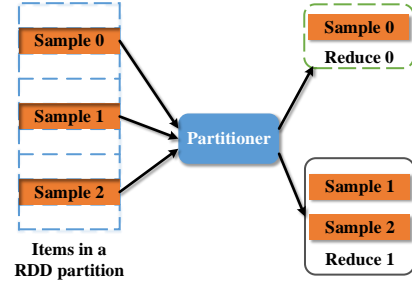 Sample 0
Sample 1
Sample 2
Items in a
RDD partition
Partitioner
Sample 0
Reduce 0
Sample 1
Sample 2
Reduce 1